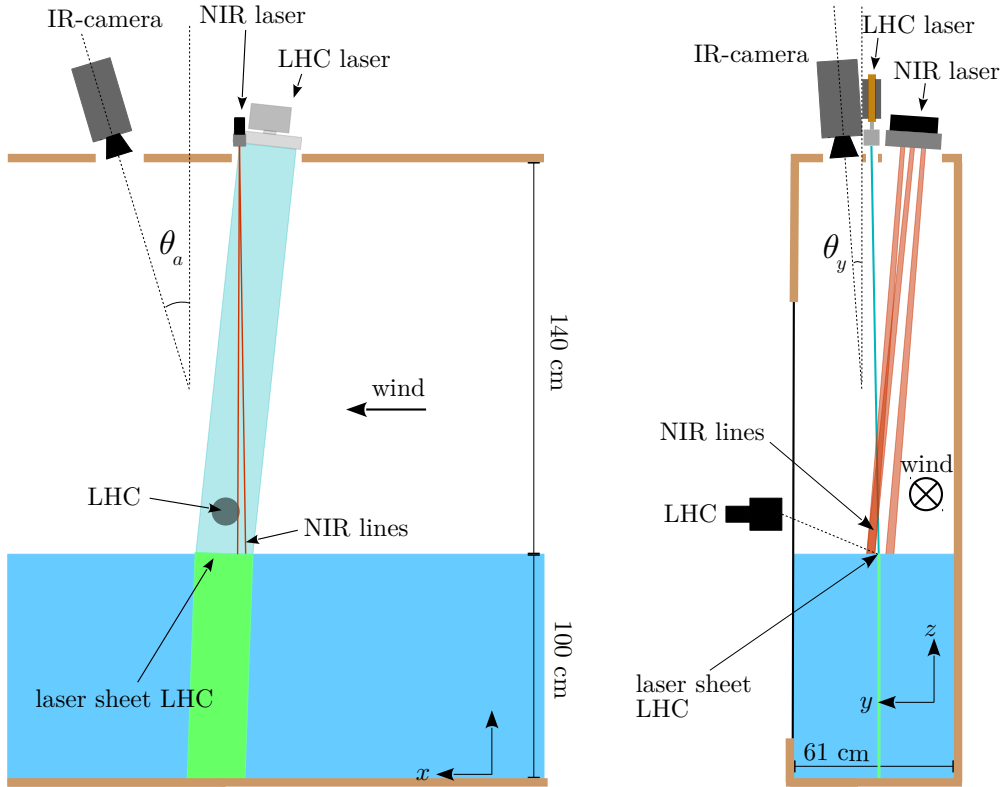 IR-camera
NIR laser
LHC laser
θa
140 cm
wind
LHC
NIR lines
laser sheet LHC
100 cm
x
IR-camera
LHC laser
NIR laser
θy
NIR lines
wind
LHC
laser sheet
LHC
z
y
61 cm